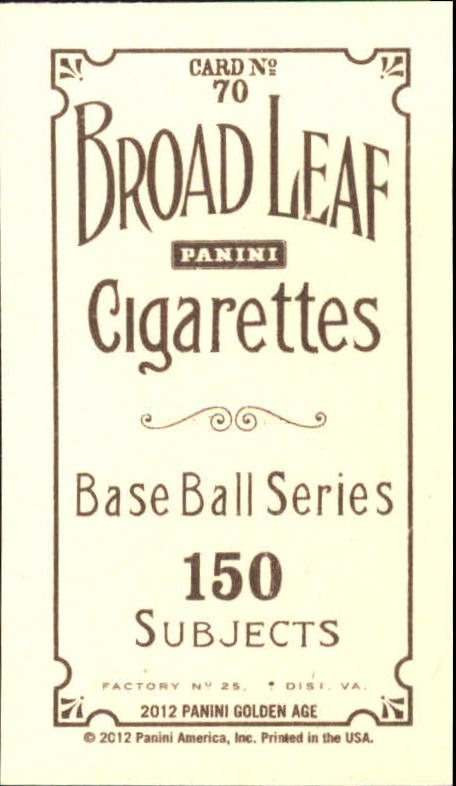 CARD Nº
70
BROAD LEAF
PANINI
Cigarettes
Base Ball Series
150
SUBJECTS
FACTORY Nº 25. DIST. VA.
2012 PANINI GOLDEN AGE
© 2012 Panini America, Inc. Printed in the USA.